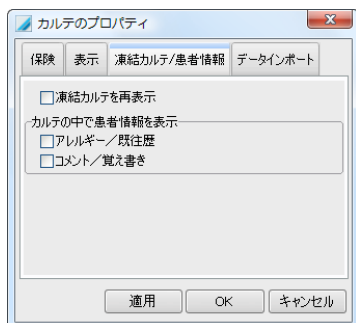 カルテのプロパティ
保険 表示 凍結カルテ/患者情報 データインポート
凍結カルテを再表示
カルテの中で患者情報を表示
アレルギー／既往歴
コメント／覚え書き
適用 OK キャンセル